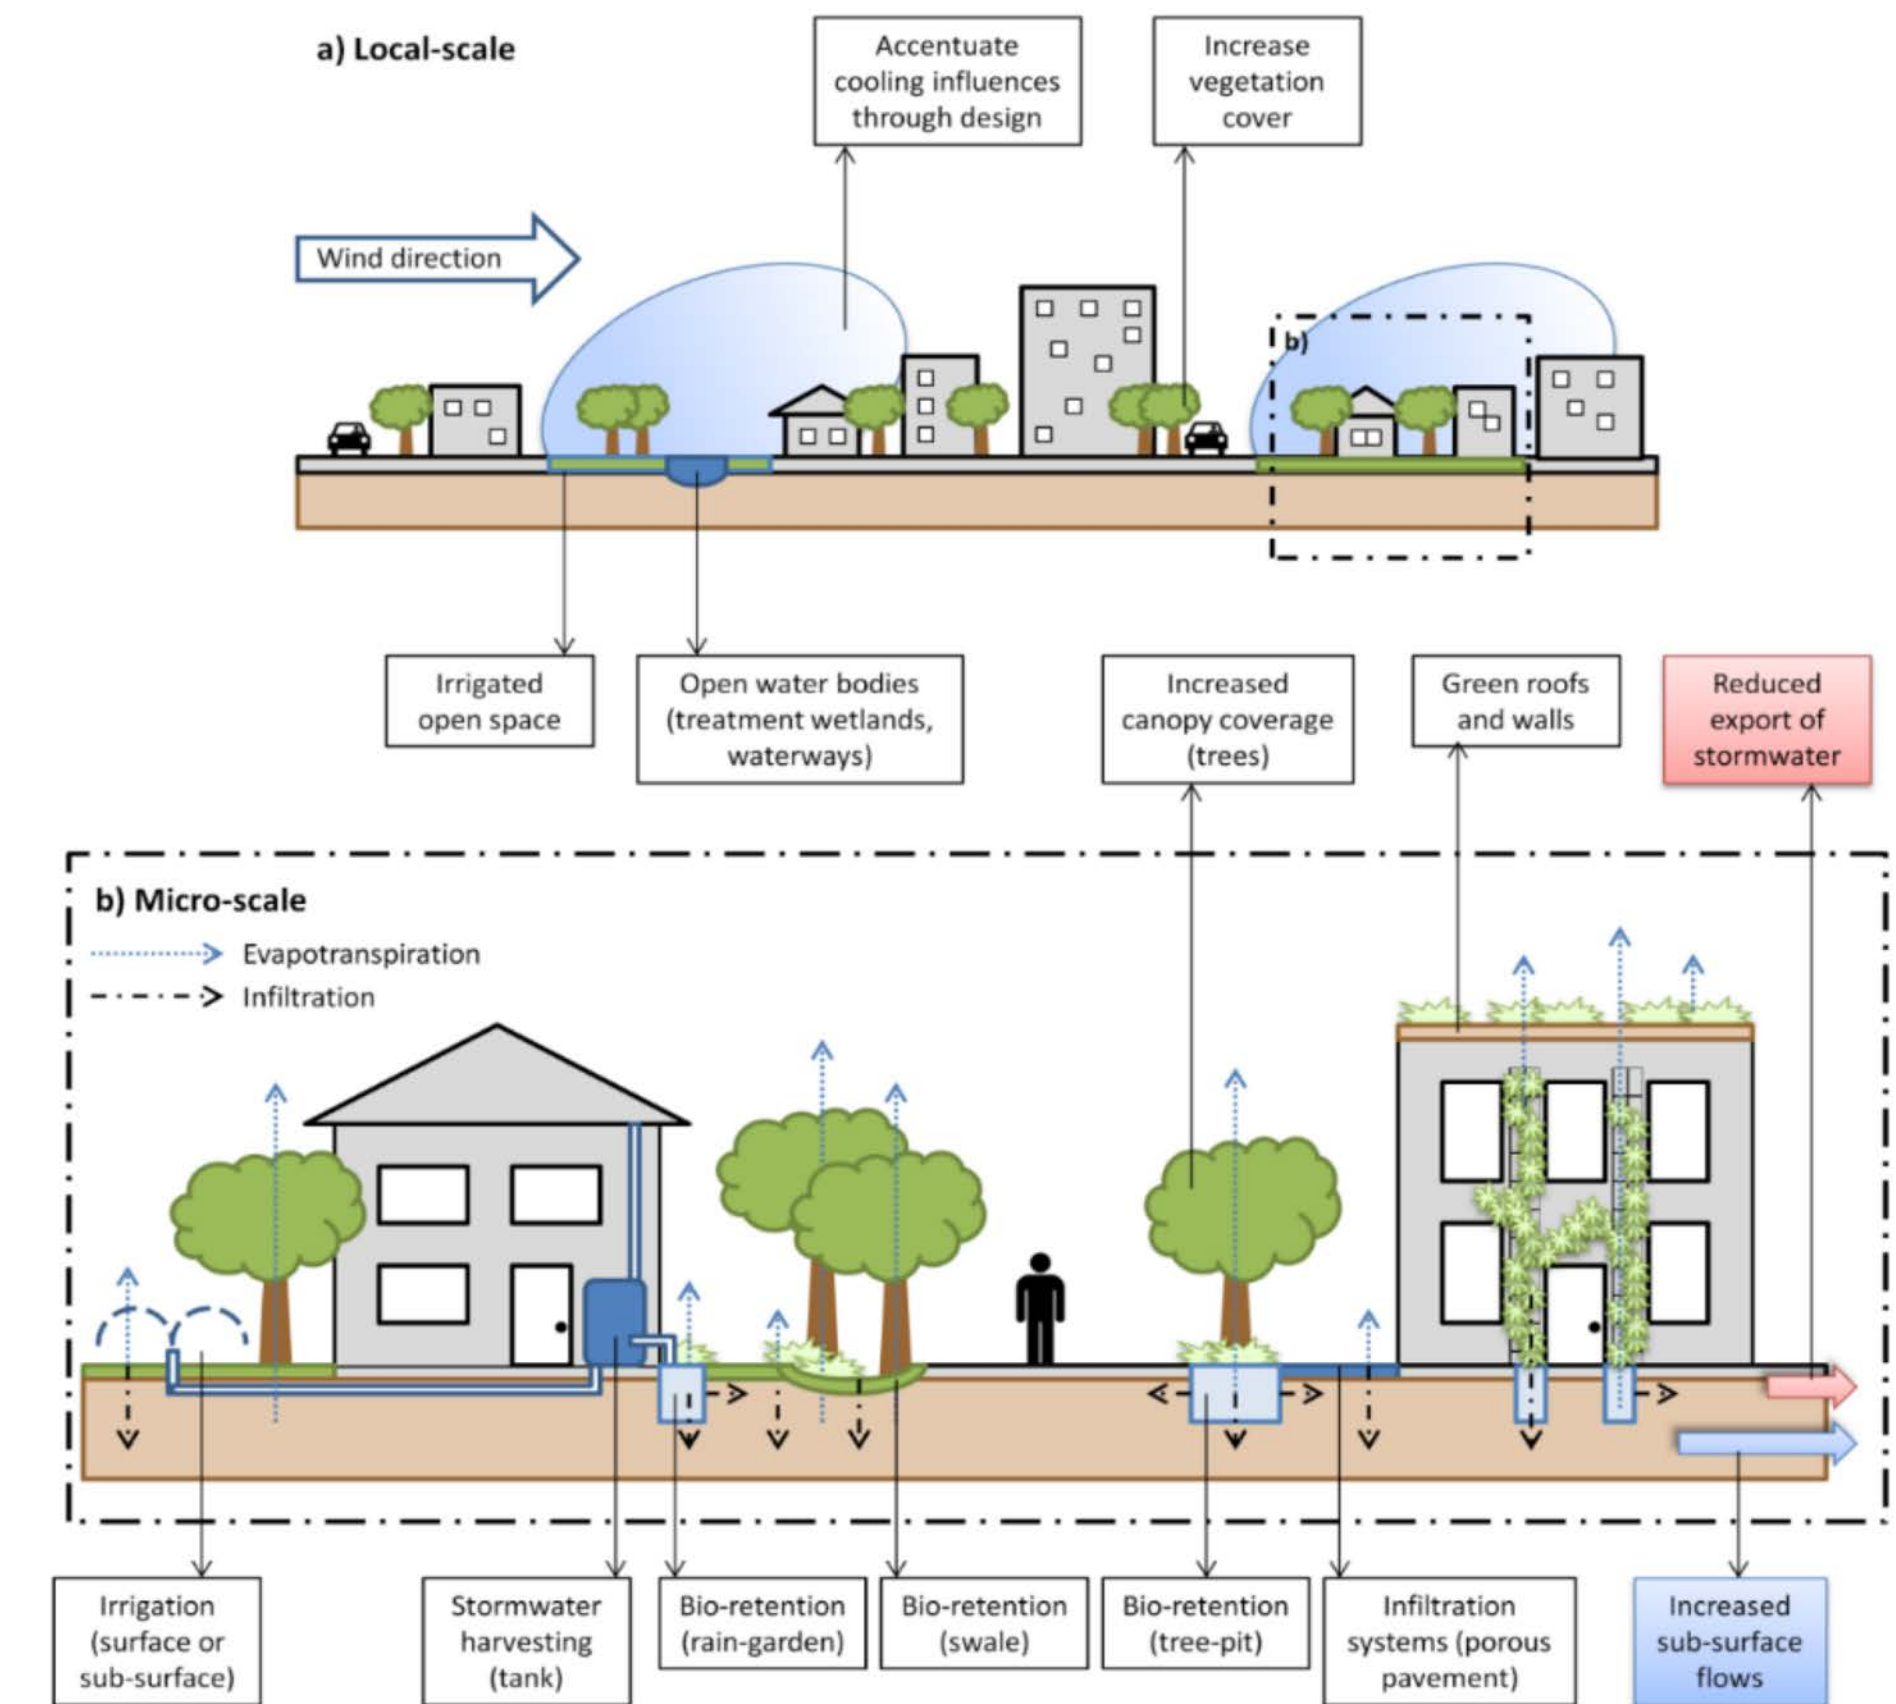 a) Local-scale
Accentuate
cooling influences
through design
Increase
vegetation
cover
Wind direction
b)
Irrigated
open space
Open water bodies
(treatment wetlands,
waterways)
Increased
canopy coverage
(trees)
Green roofs
and walls
Reduced
export of
stormwater
b) Micro-scale
Evapotranspiration
Infiltration
Irrigation
(surface or
sub-surface)
Stormwater
harvesting
(tank)
Bio-retention
(rain-garden)
Bio-retention
(swale)
Bio-retention
(tree-pit)
Infiltration
systems (porous
pavement)
Increased
sub-surface
flows